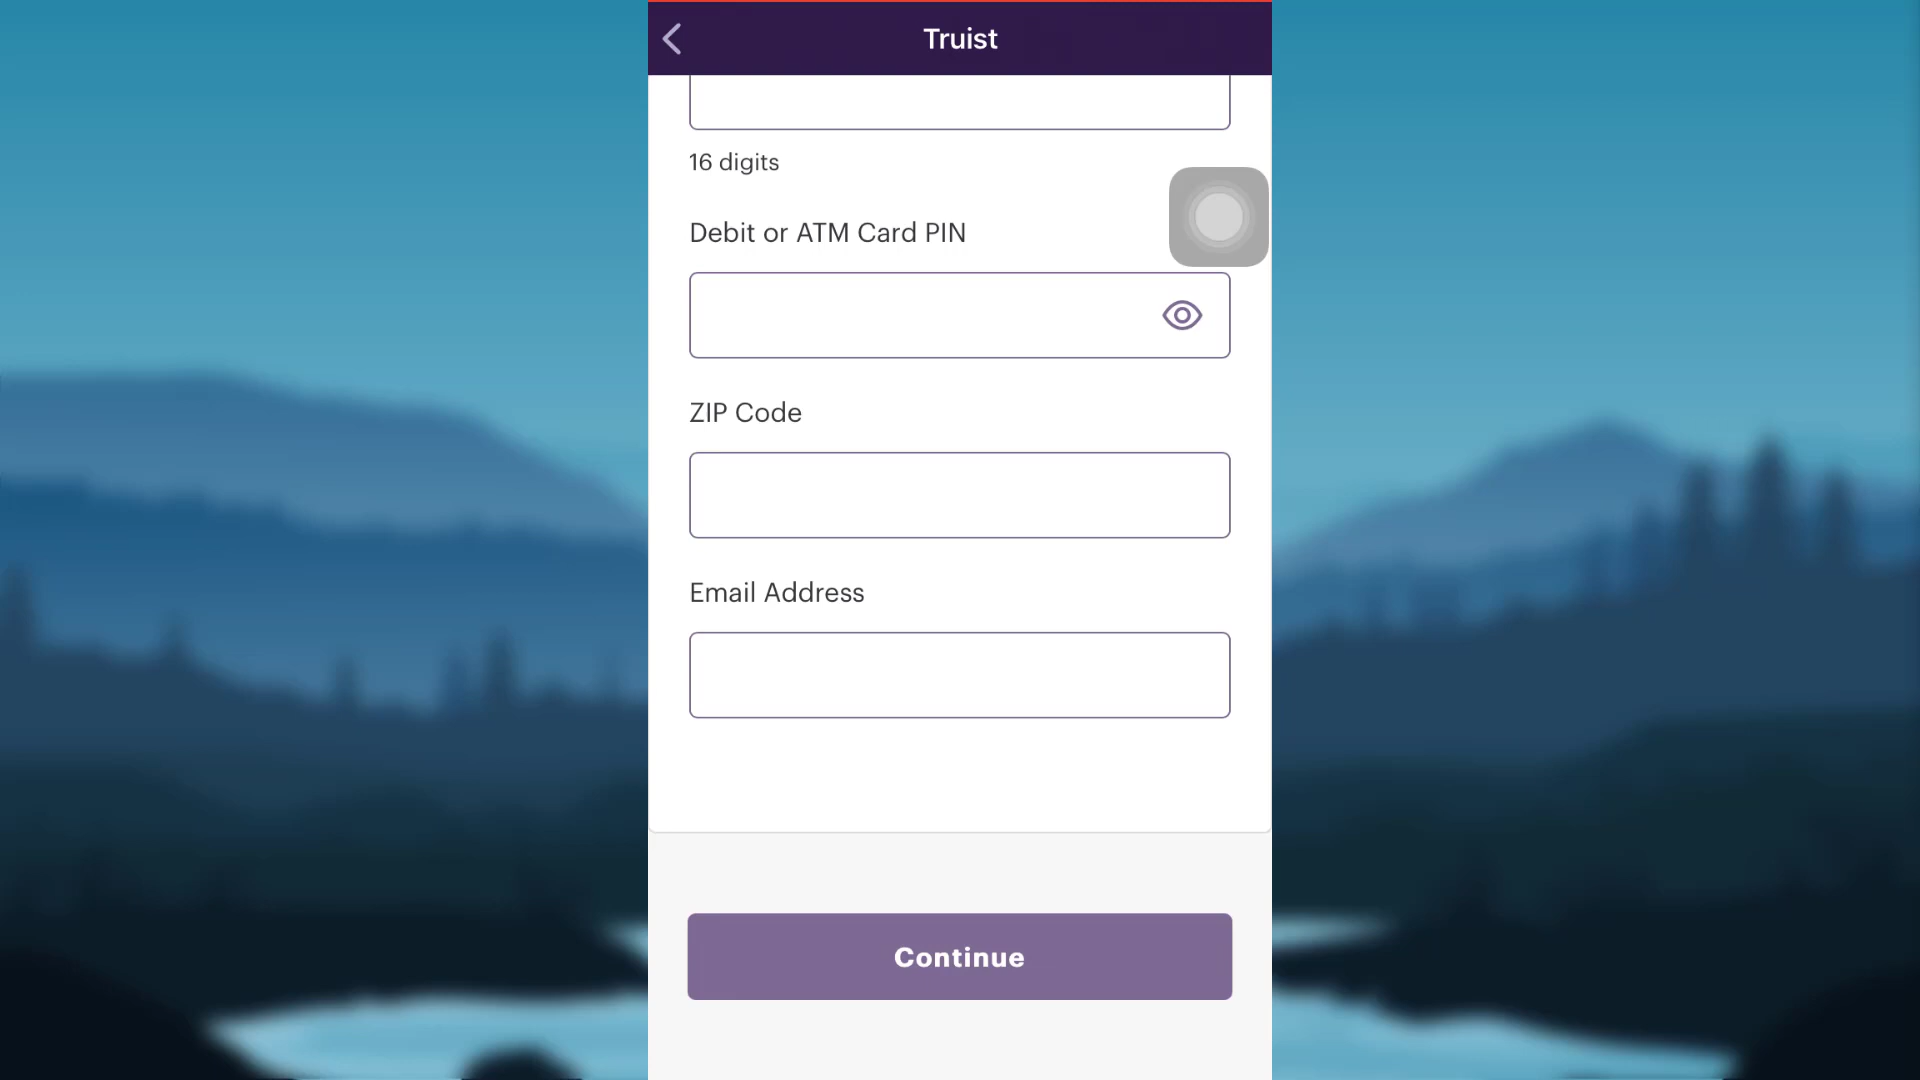 Truist
16 digits
Debit or ATM Card PIN
ZIP Code
Email Address
Continue